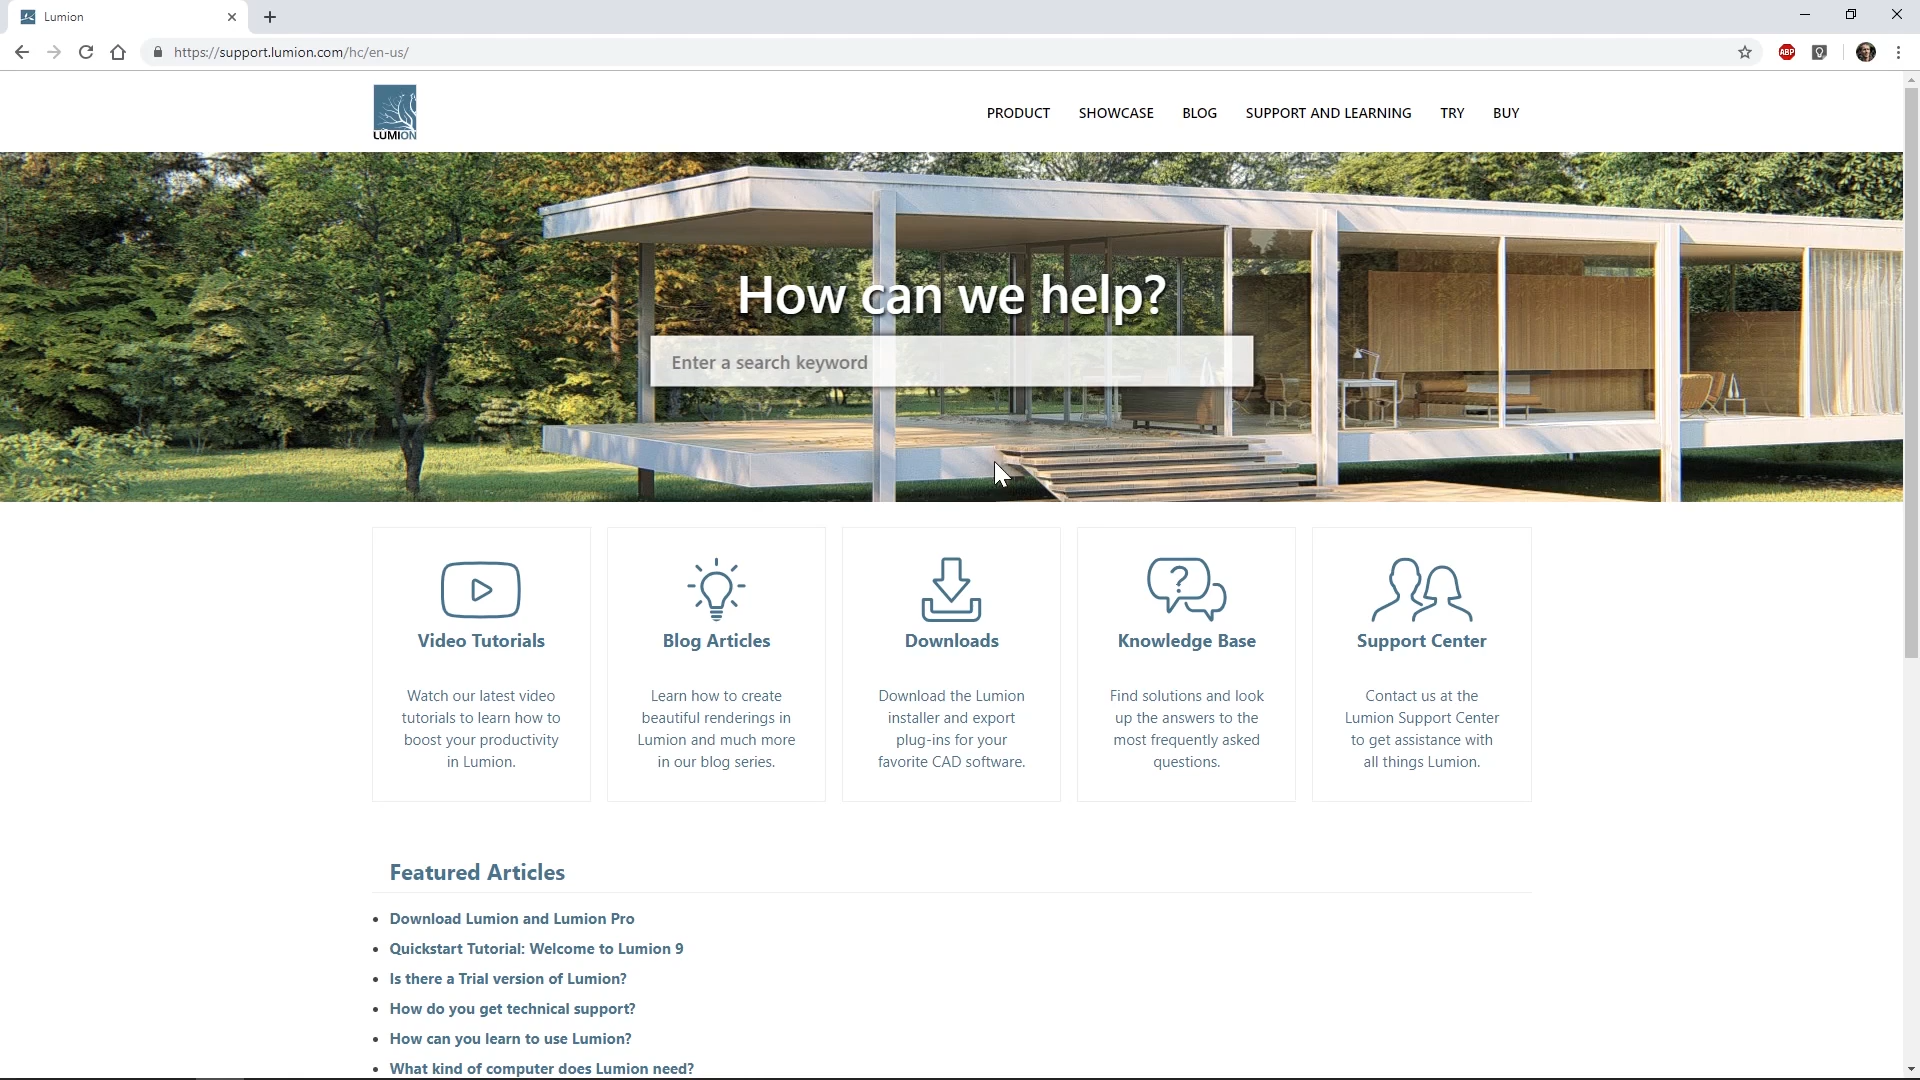 Lumion
https://support.lumion.com/hc/en-us/
ABP
LUMION
PRODUCT SHOWCASE BLOG SUPPORT AND LEARNING TRY BUY
How can we help?
Enter a search keyword
Video Tutorials
Watch our latest video
tutorials to learn how to
boost your productivity
in Lumion.
Blog Articles
Learn how to create
beautiful renderings in
Lumion and much more
in our blog series.
Downloads
Download the Lumion
installer and export
plug-ins for your
favorite CAD software.
Knowledge Base
Find solutions and look
up the answers to the
most frequently asked
questions.
Support Center
Contact us at the
Lumion Support Center
to get assistance with
all things Lumion.
Featured Articles
• Download Lumion and Lumion Pro
• Quickstart Tutorial: Welcome to Lumion 9
• Is there a Trial version of Lumion?
• How do you get technical support?
• How can you learn to use Lumion?
• What kind of computer does Lumion need?